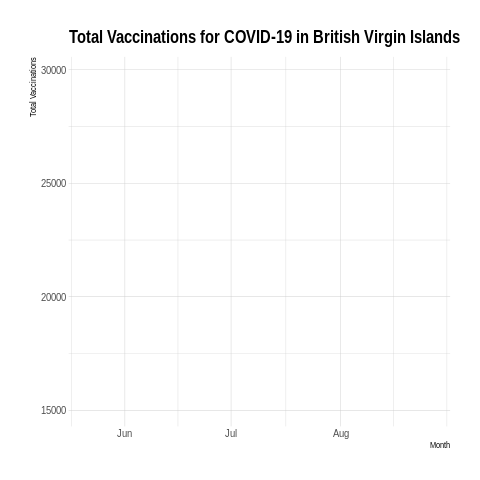 Total Vaccinations for COVID-19 in British Virgin Islands
Total Vaccinations
30000
25000
20000
15000
Jun Jul Aug
Month